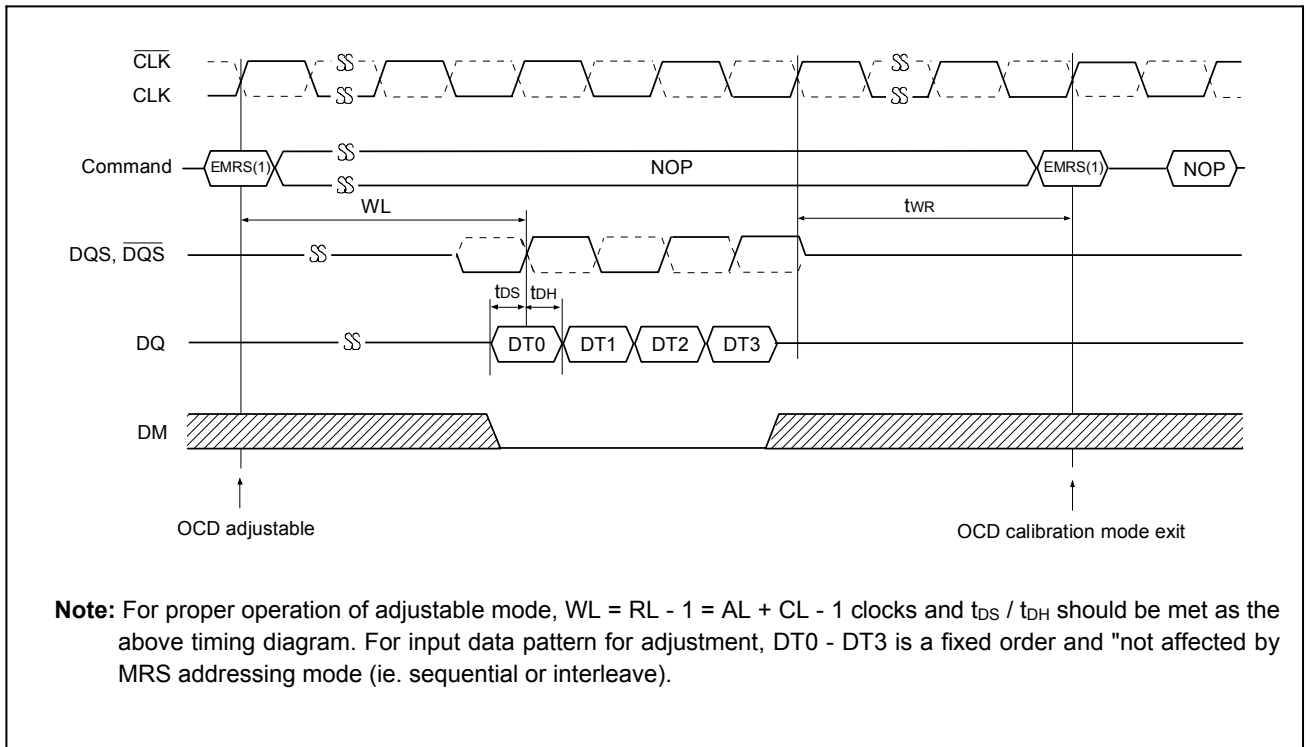 CLK
CLK
Command
EMRS(1)
NOP
EMRS(1)
NOP
WL
tWR
DQS, DQS
tDS
tDH
DQ
DT0
DT1
DT2
DT3
DM
OCD adjustable
OCD calibration mode exit
Note: For proper operation of adjustable mode, WL = RL - 1 = AL + CL - 1 clocks and tDS / tDH should be met as the
above timing diagram. For input data pattern for adjustment, DT0 - DT3 is a fixed order and "not affected by
MRS addressing mode (ie. sequential or interleave).